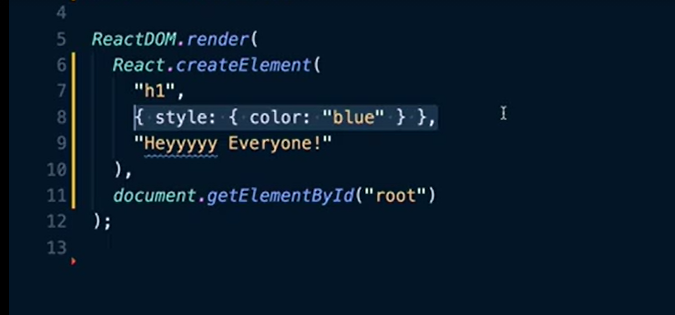 4
5 ReactDOM.render(
6 React.createElement(
7 "h1",
8 { style: { color: "blue" } },
9 "Heyyyyy Everyone!"
10 ),
11 document.getElementById("root")
12 );
13